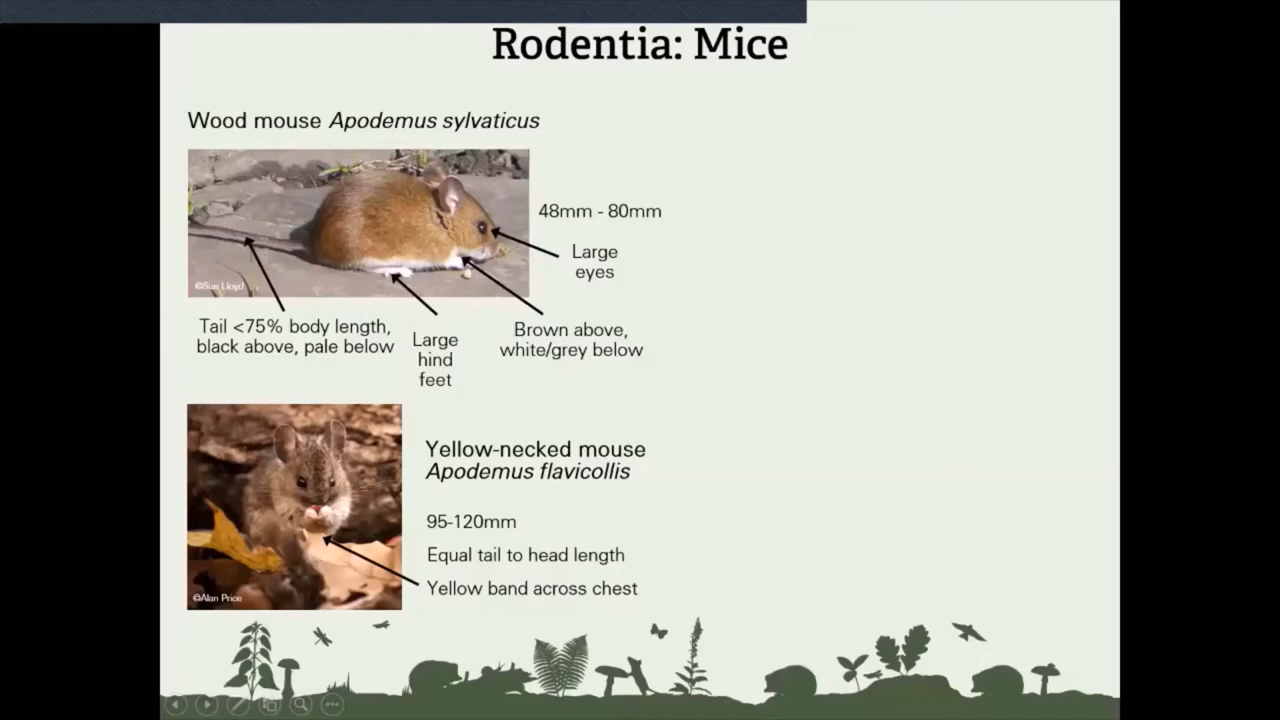 Rodentia: Mice
Wood mouse Apodemus sylvaticus
48mm - 80mm
Large
eyes
©Sue Lloyd
Tail <75% body length,
black above, pale below
Large
hind
feet
Brown above,
white/grey below
Yellow-necked mouse
Apodemus flavicollis
95-120mm
Equal tail to head length
Yellow band across chest
©Alan Price